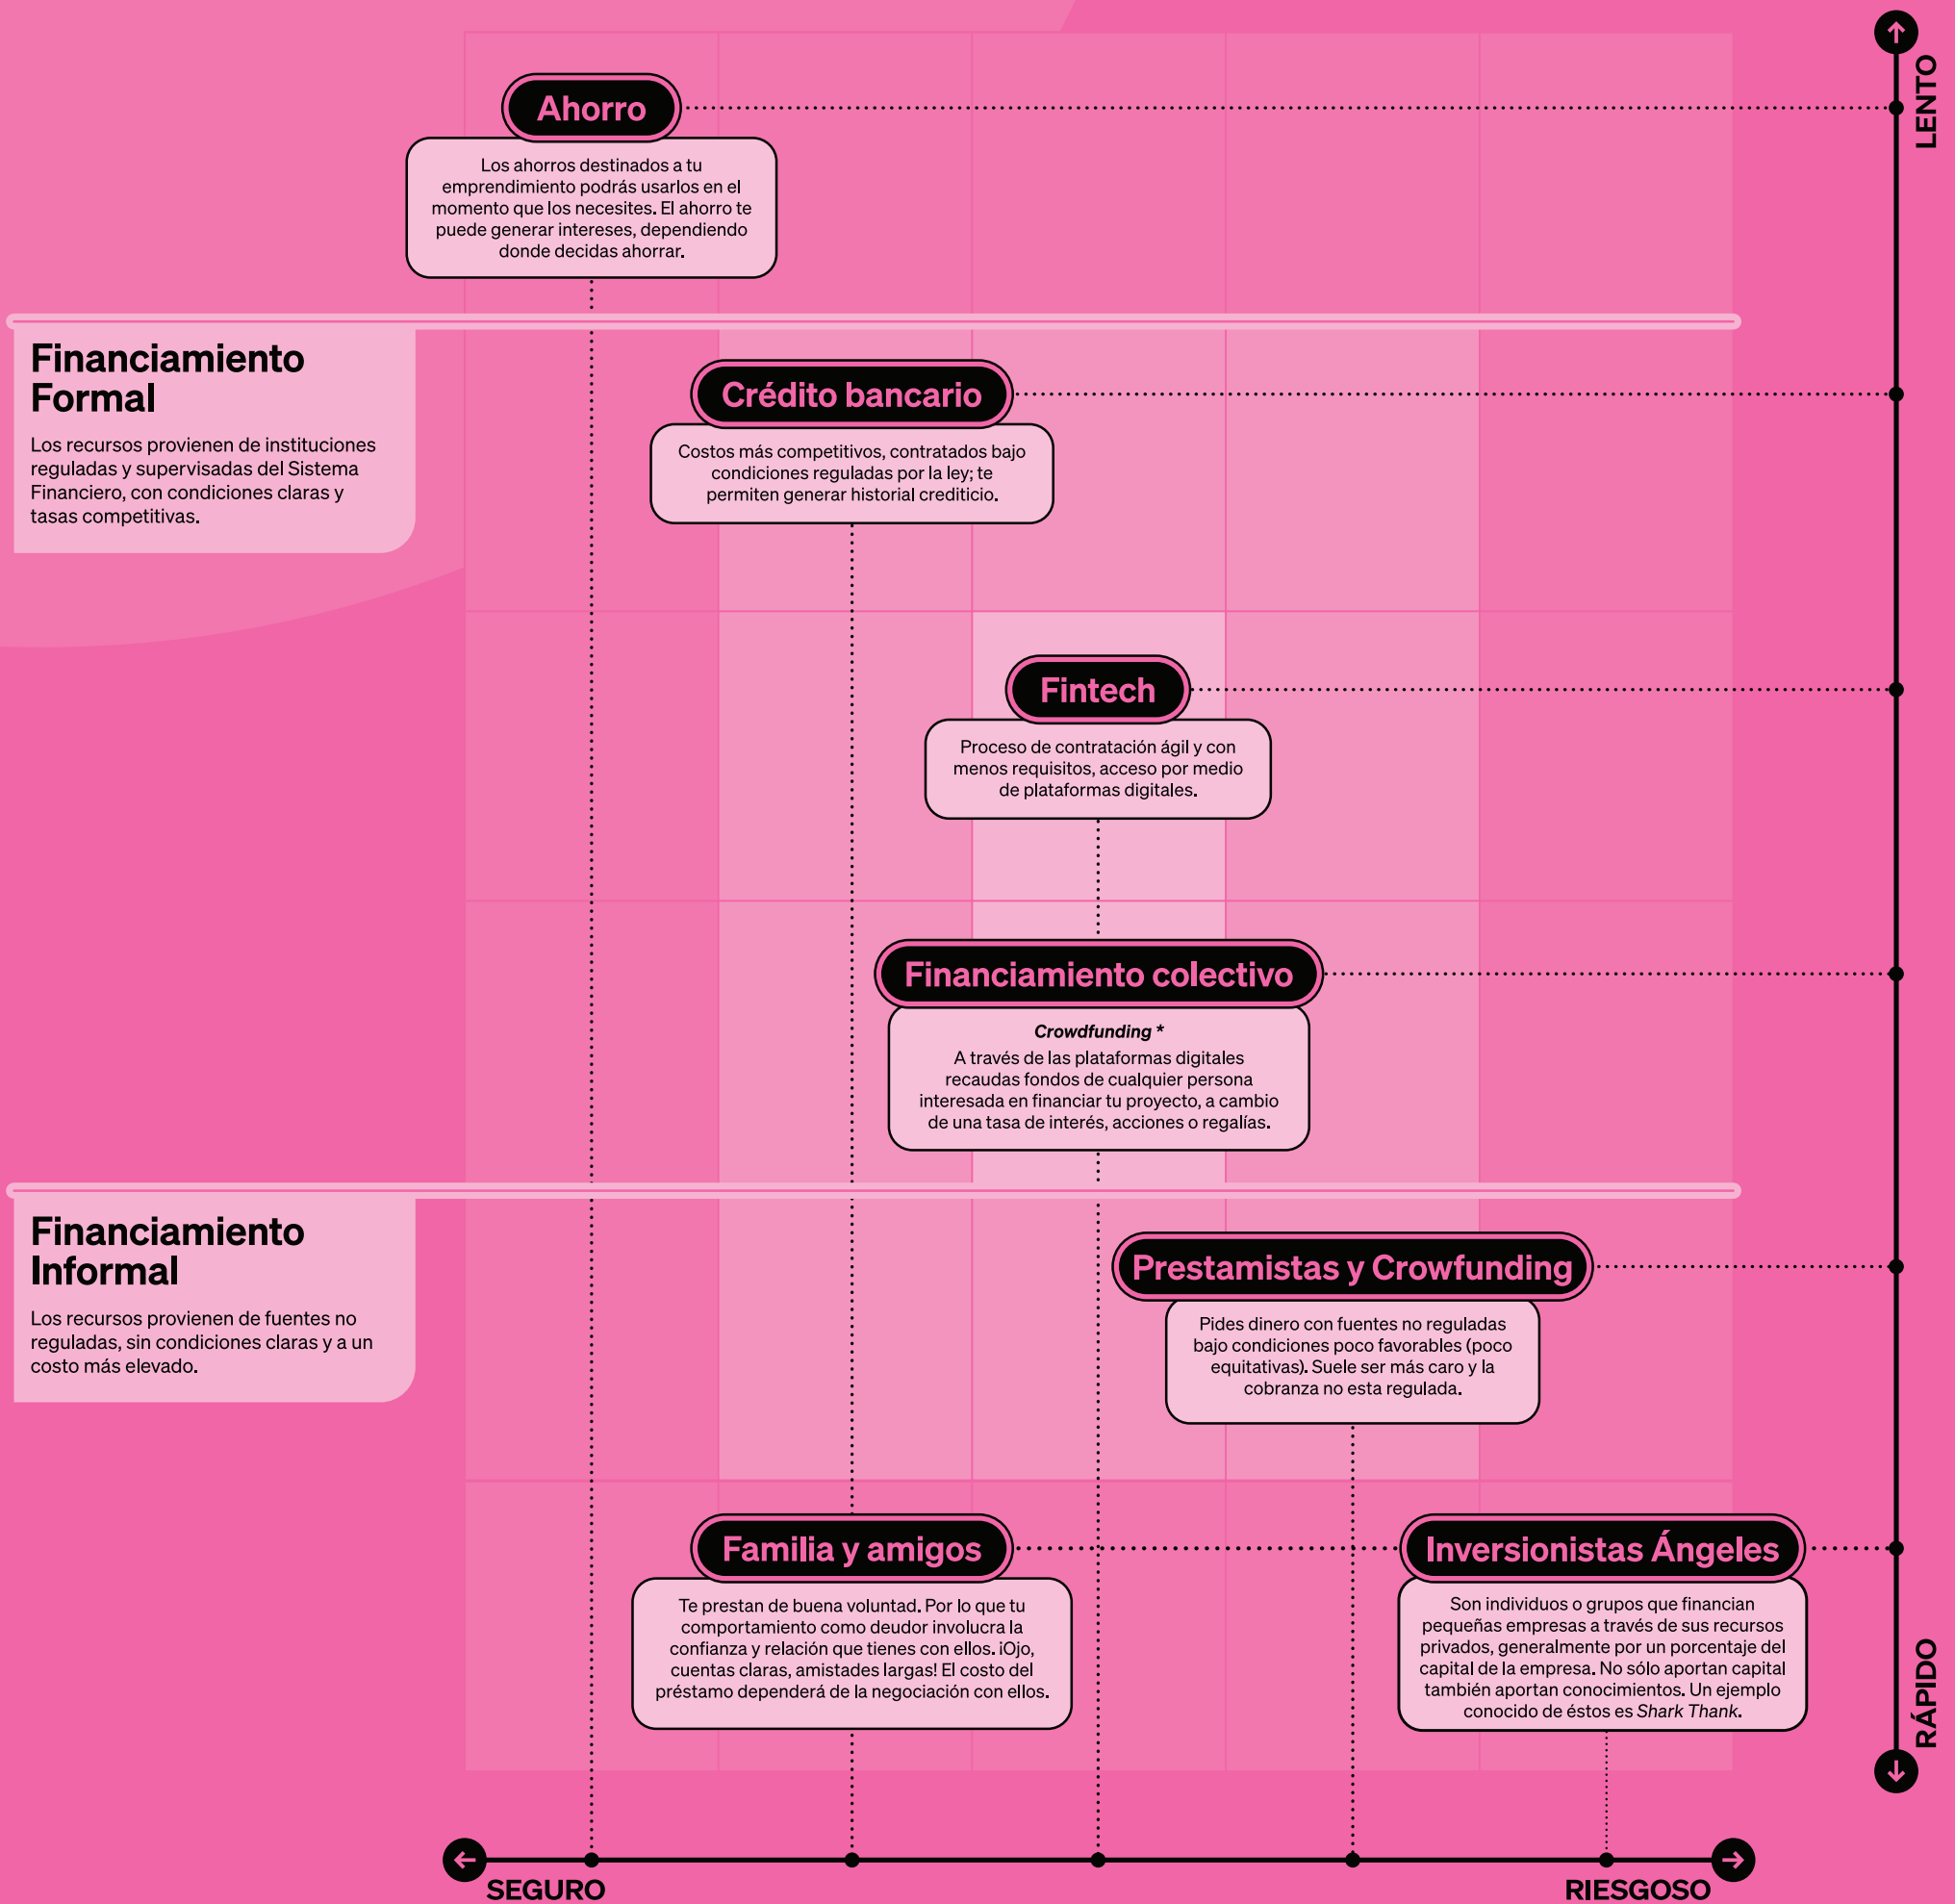 LENTO
Ahorro
Los ahorros destinados a tu
emprendimiento podrás usarlos en el
momento que los necesites. El ahorro te
puede generar intereses, dependiendo
donde decidas ahorrar.
Financiamiento
Formal
Los recursos provienen de instituciones
reguladas y supervisadas del Sistema
Financiero, con condiciones claras y
tasas competitivas.
Crédito bancario
Costos más competitivos, contratados bajo
condiciones reguladas por la ley; te
permiten generar historial crediticio.
Fintech
Proceso de contratación ágil y con
menos requisitos, acceso por medio
de plataformas digitales.
Financiamiento colectivo
Crowdfunding *
A través de las plataformas digitales
recaudas fondos de cualquier persona
interesada en financiar tu proyecto, a cambio
de una tasa de interés, acciones o regalías.
Financiamiento
Informal
Los recursos provienen de fuentes no
reguladas, sin condiciones claras y a un
costo más elevado.
Prestamistas y Crowfunding
Pides dinero con fuentes no reguladas
bajo condiciones poco favorables (poco
equitativas). Suele ser más caro y la
cobranza no esta regulada.
Familia y amigos
Te prestan de buena voluntad. Por lo que tu
comportamiento como deudor involucra la
confianza y relación que tienes con ellos. ¡Ojo,
cuentas claras, amistades largas! El costo del
préstamo dependerá de la negociación con ellos.
Inversionistas Ángeles
Son individuos o grupos que financian
pequeñas empresas a través de sus recursos
privados, generalmente por un porcentaje del
capital de la empresa. No sólo aportan capital
también aportan conocimientos. Un ejemplo
conocido de éstos es Shark Thank.
RÁPIDO
SEGURO
RIESGOSO